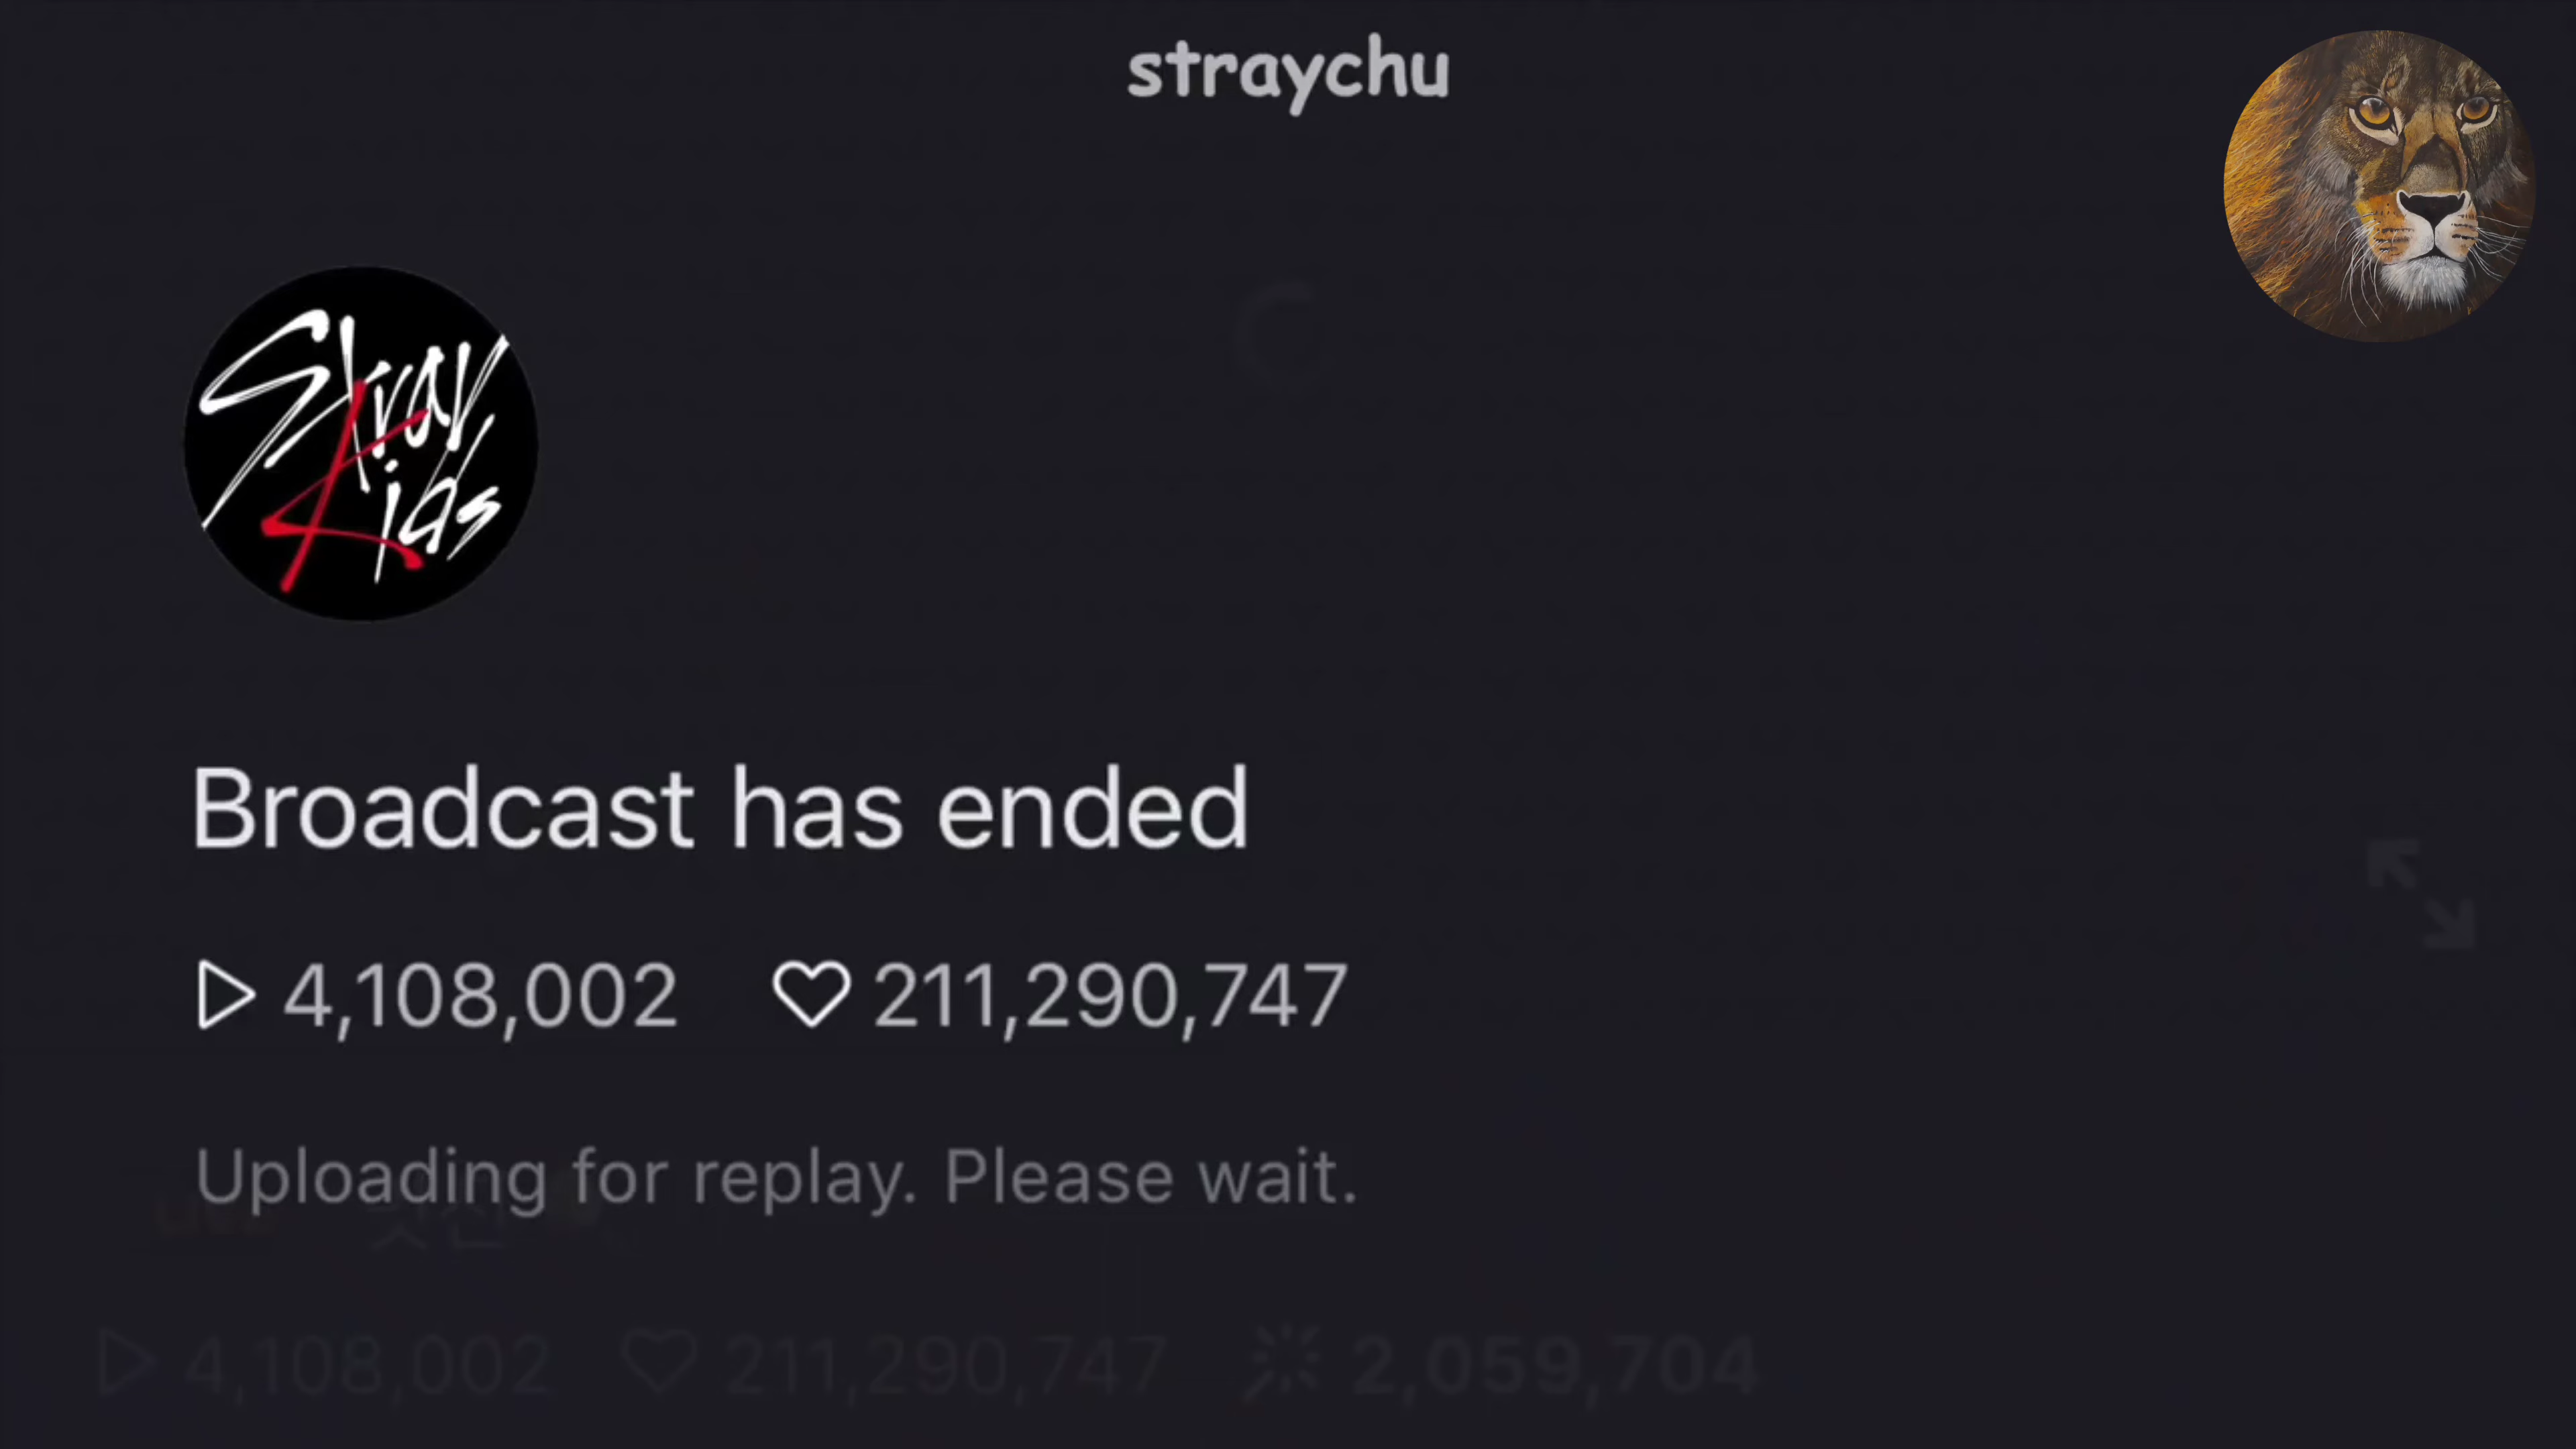 straychu
Stray
Kids
Broadcast has ended
4,108,002 211,290,747
Uploading for replay. Please wait.
LIVE
4,108,002 211,290,747 2,059,704